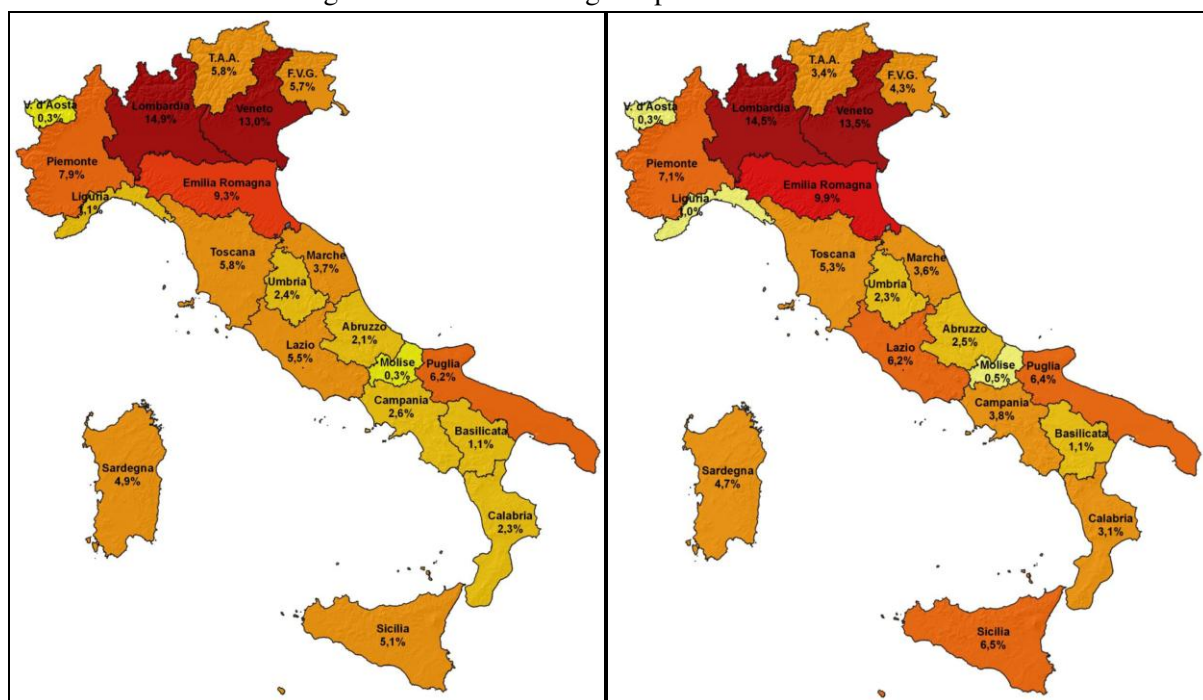 T.A.A.
5,8%
F.V.G.
5,7%
V. d'Aosta
0,3%
Lombardia
14,9%
Veneto
13,0%
Piemonte
7,9%
Emilia Romagna
9,3%
Liguria
1,1%
Toscana
5,8%
Marche
3,7%
Umbria
2,4%
Abruzzo
2,1%
Lazio
5,5%
Molise
0,3%
Puglia
6,2%
Campania
2,6%
Basilicata
1,1%
Sardegna
4,9%
Calabria
2,3%
Sicilia
5,1%
T.A.A.
3,4%
F.V.G.
4,3%
V. d'Aosta
0,3%
Lombardia
14,5%
Veneto
13,5%
Piemonte
7,1%
Emilia Romagna
9,9%
Liguria
1,0%
Toscana
5,3%
Marche
3,6%
Umbria
2,3%
Abruzzo
2,5%
Lazio
6,2%
Molise
0,5%
Puglia
6,4%
Campania
3,8%
Basilicata
1,1%
Sardegna
4,7%
Calabria
3,1%
Sicilia
6,5%